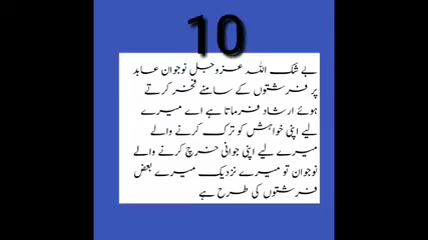 10
بے شک اللہ عزوجل نوجوان عابد
پر فرشتوں کے سامنے فخر کرتے
ہوئے ارشاد فرماتا ہے اے میرے
لیے اپنی خواہش کو ترک کرنے والے
میرے لیے اپنی جوانی خرچ کرنے والے
نوجوان تو میرے نزدیک میرے بعض
فرشتوں کی طرح ہے